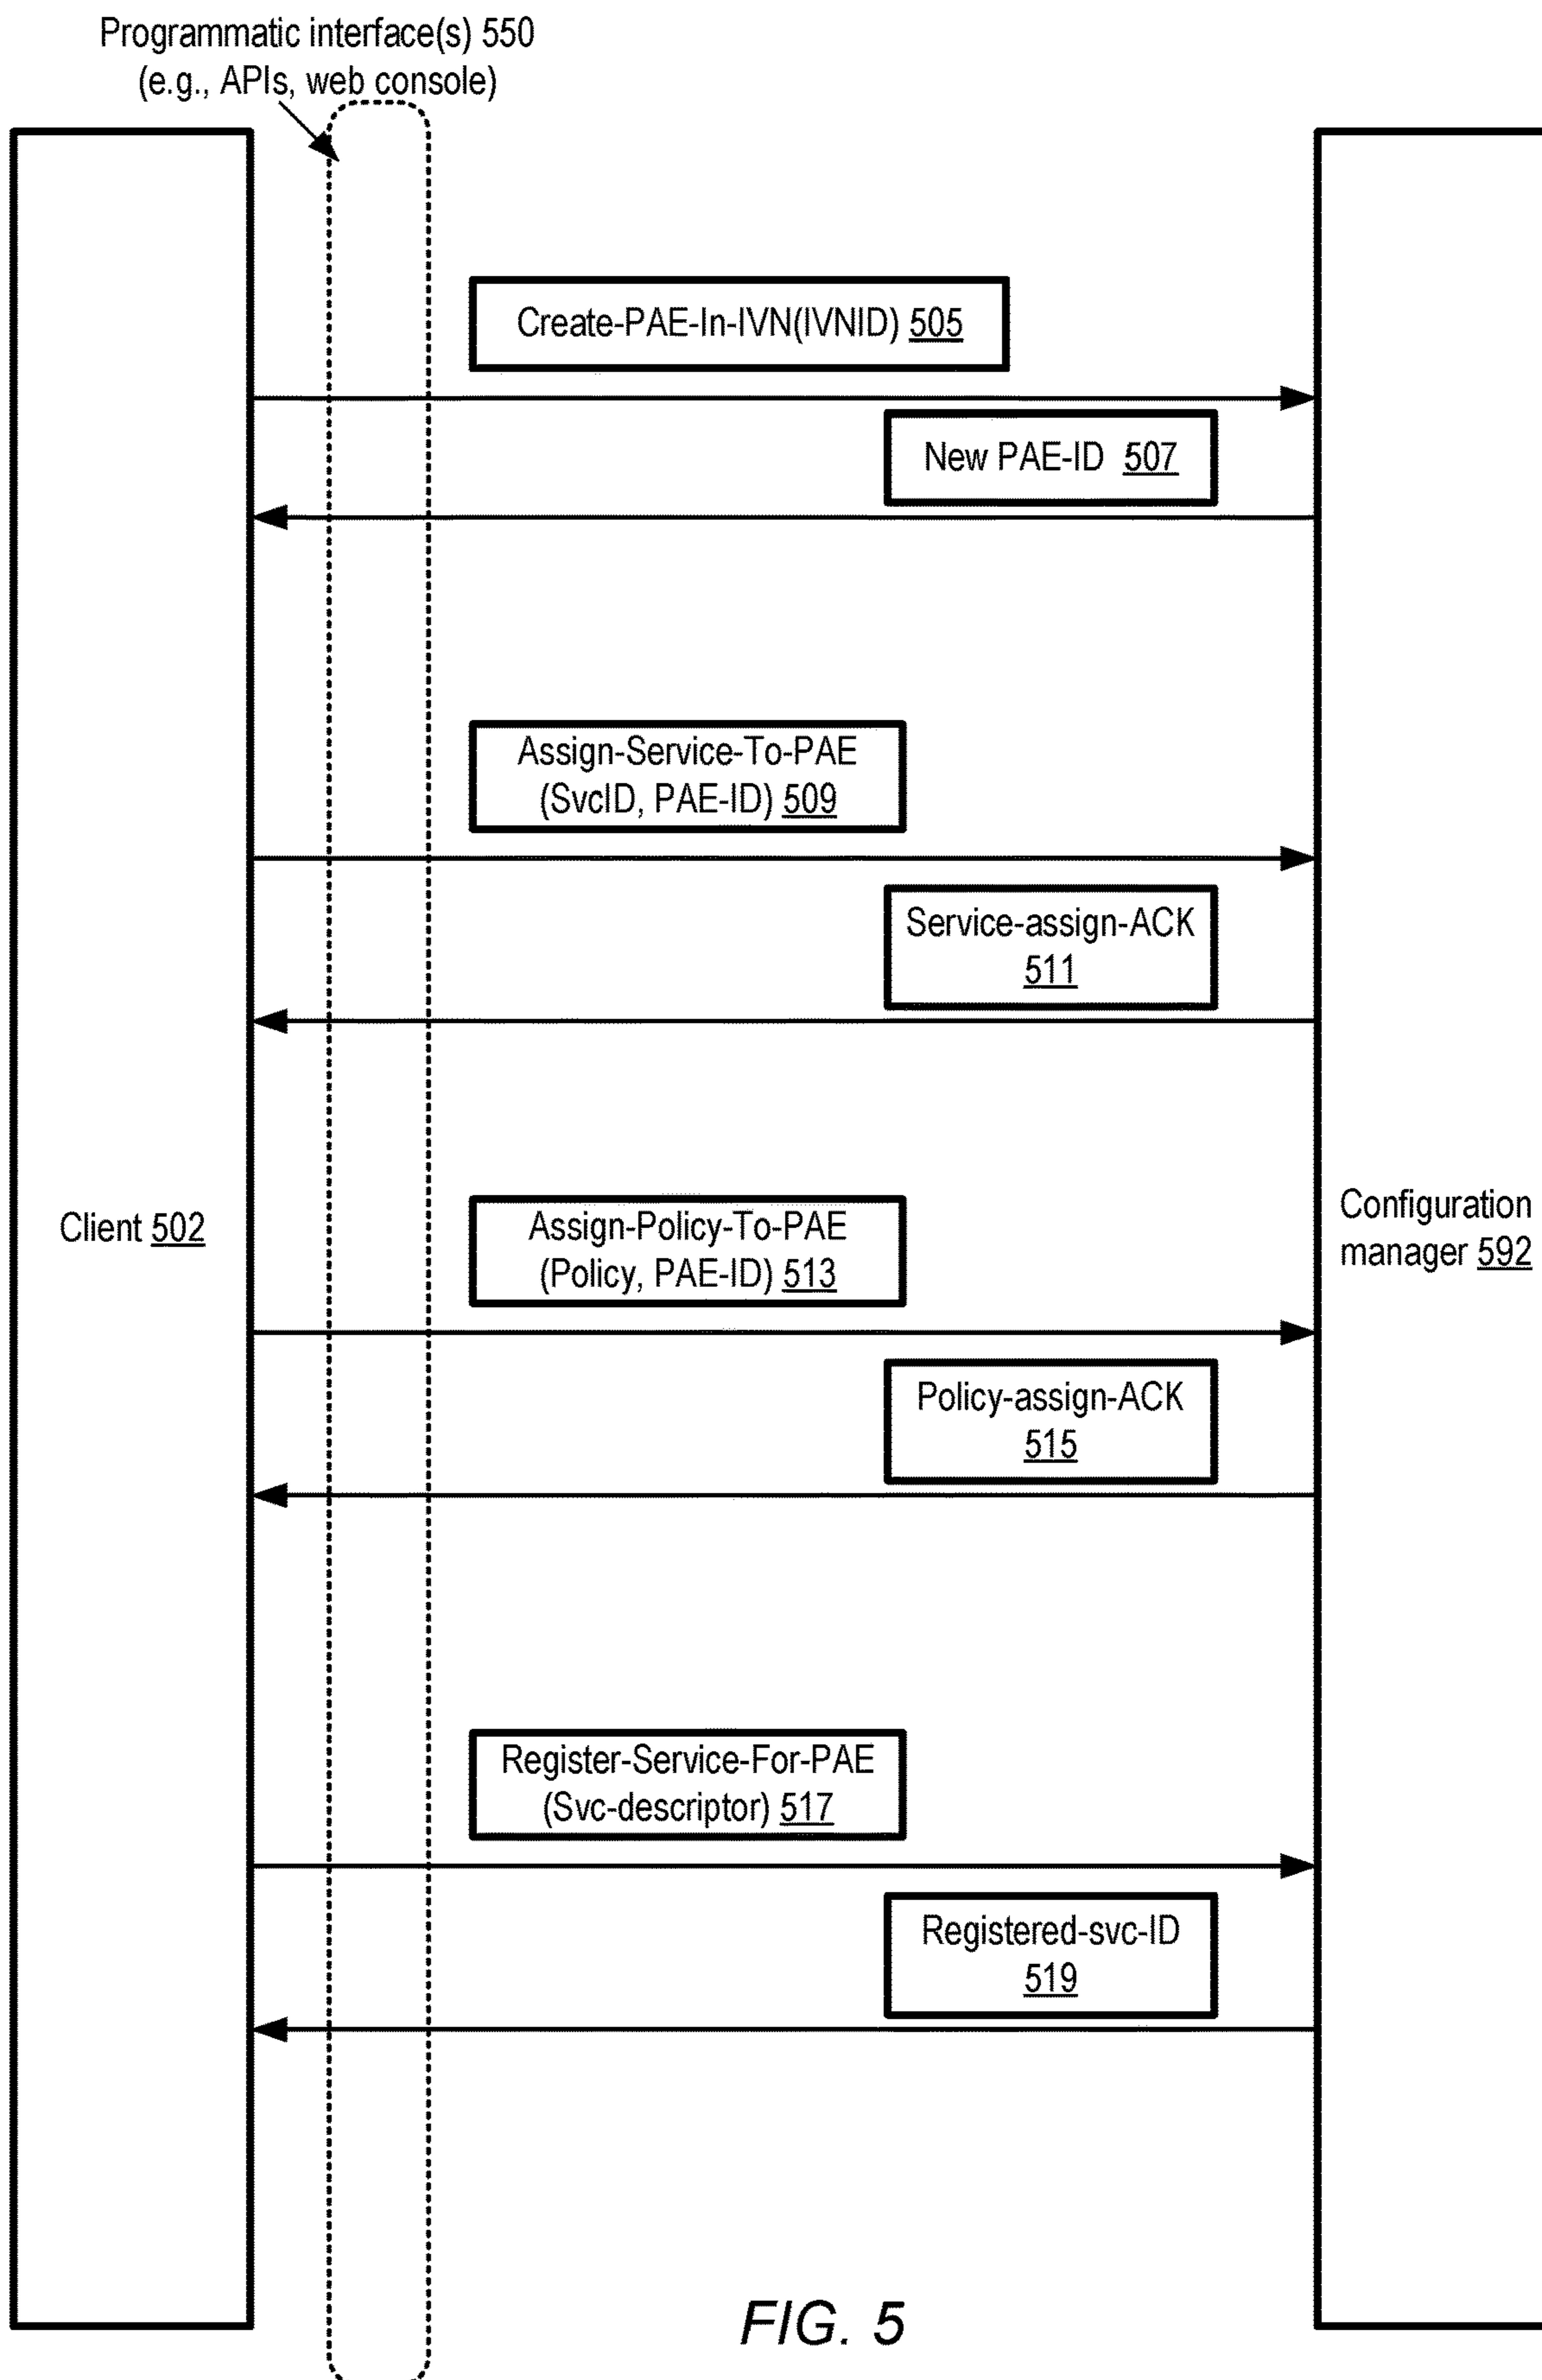 Programmatic interface(s) 550
(e.g., APIs, web console)
Create-PAE-In-IVN(IVNID) 505
New PAE-ID 507
Assign-Service-To-PAE
(SvcID, PAE-ID) 509
Service-assign-ACK
511
Client 502
Assign-Policy-To-PAE
(Policy, PAE-ID) 513
Configuration
manager 592
Policy-assign-ACK
515
Register-Service-For-PAE
(Svc-descriptor) 517
Registered-svc-ID
519
FIG. 5